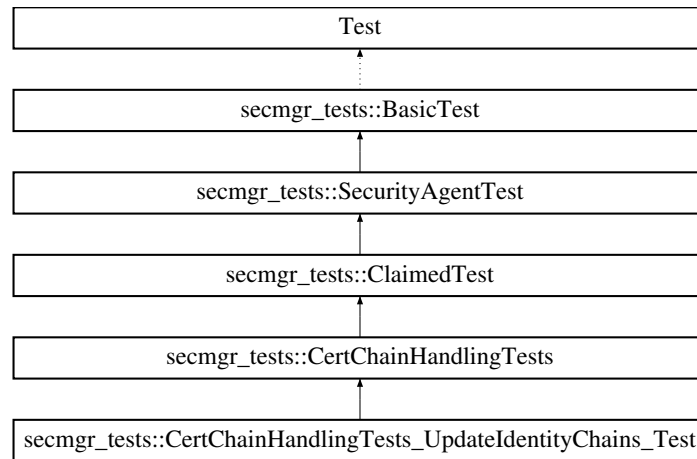 Test
secmgr_tests::BasicTest
secmgr_tests::SecurityAgentTest
secmgr_tests::ClaimedTest
secmgr_tests::CertChainHandlingTests
secmgr_tests::CertChainHandlingTests_UpdateIdentityChains_Test